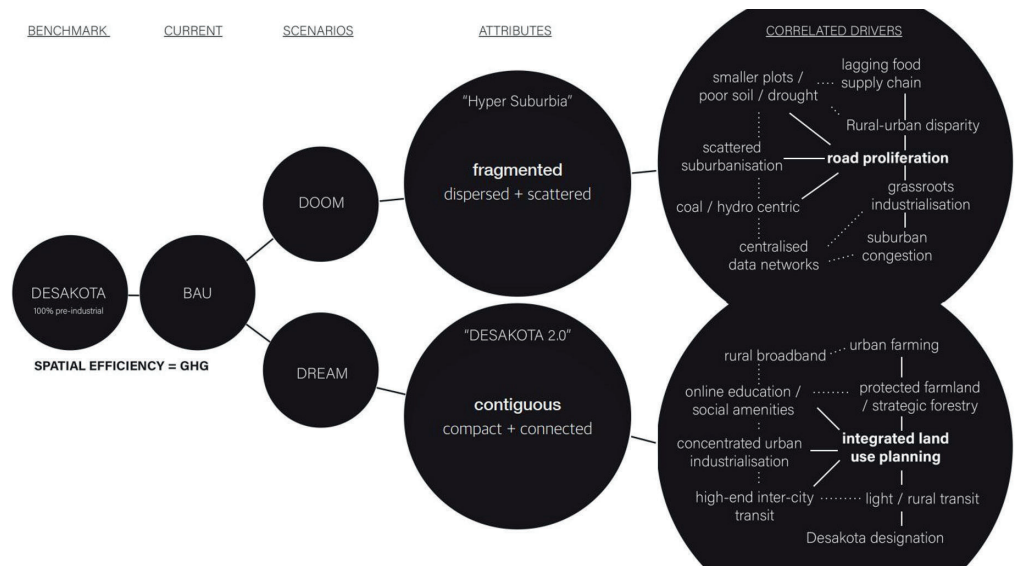 BENCHMARK
CURRENT
SCENARIOS
ATTRIBUTES
CORRELATED DRIVERS
DESAKOTA
100% pre-industrial
BAU
SPATIAL EFFICIENCY = GHG
DOOM
DREAM
"Hyper Suburbia"
fragmented
dispersed + scattered
"DESAKOTA 2.0"
contiguous
compact + connected
smaller plots /
poor soil / drought
lagging food
supply chain
Rural-urban disparity
scattered
suburbanisation
road proliferation
coal / hydro centric
grassroots
industrialisation
centralised
data networks
suburban
congestion
rural broadband
urban farming
online education /
social amenities
protected farmland
/ strategic forestry
concentrated urban
industrialisation
integrated land
use planning
high-end inter-city
transit
light / rural transit
Desakota designation